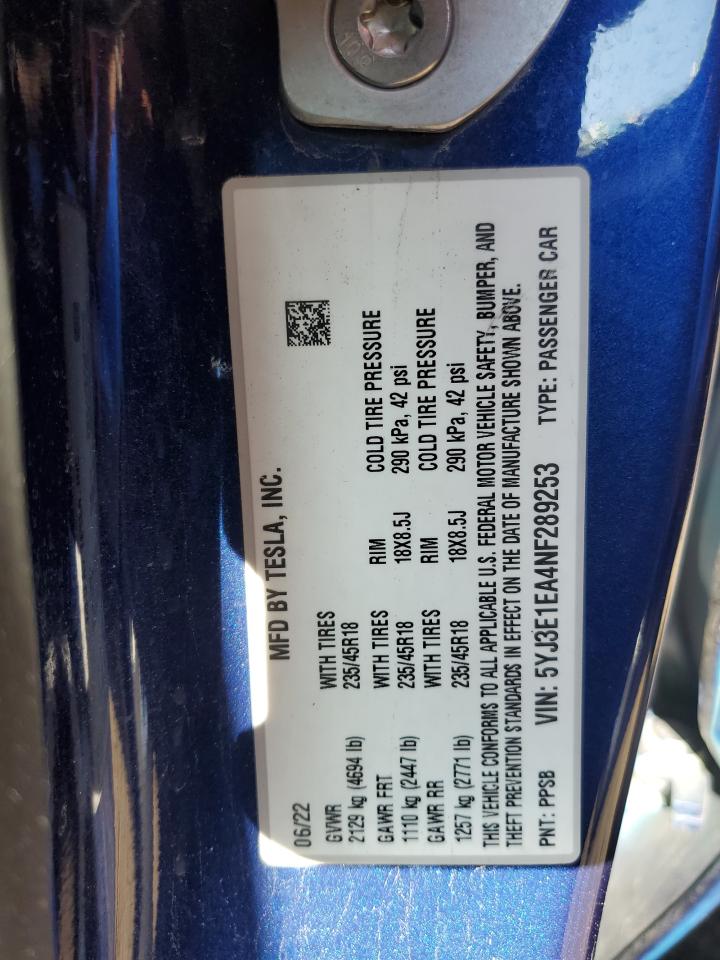 MFD BY TESLA, INC.
06/22
GVWR WITH TIRES
2129 kg (4694 lb) 235/45R18
GAWR FRT WITH TIRES RIM COLD TIRE PRESSURE
1110 kg (2447 lb) 235/45R18 18X8.5J 290 kPa, 42 psi
GAWR RR WITH TIRES RIM COLD TIRE PRESSURE
1257 kg (2771 lb) 235/45R18 18X8.5J 290 kPa, 42 psi
THIS VEHICLE CONFORMS TO ALL APPLICABLE U.S. FEDERAL MOTOR VEHICLE SAFETY, BUMPER, AND
THEFT PREVENTION STANDARDS IN EFFECT ON THE DATE OF MANUFACTURE SHOWN ABOVE.
PNT: PPSB VIN: 5YJ3E1EA4NF289253 TYPE: PASSENGER CAR